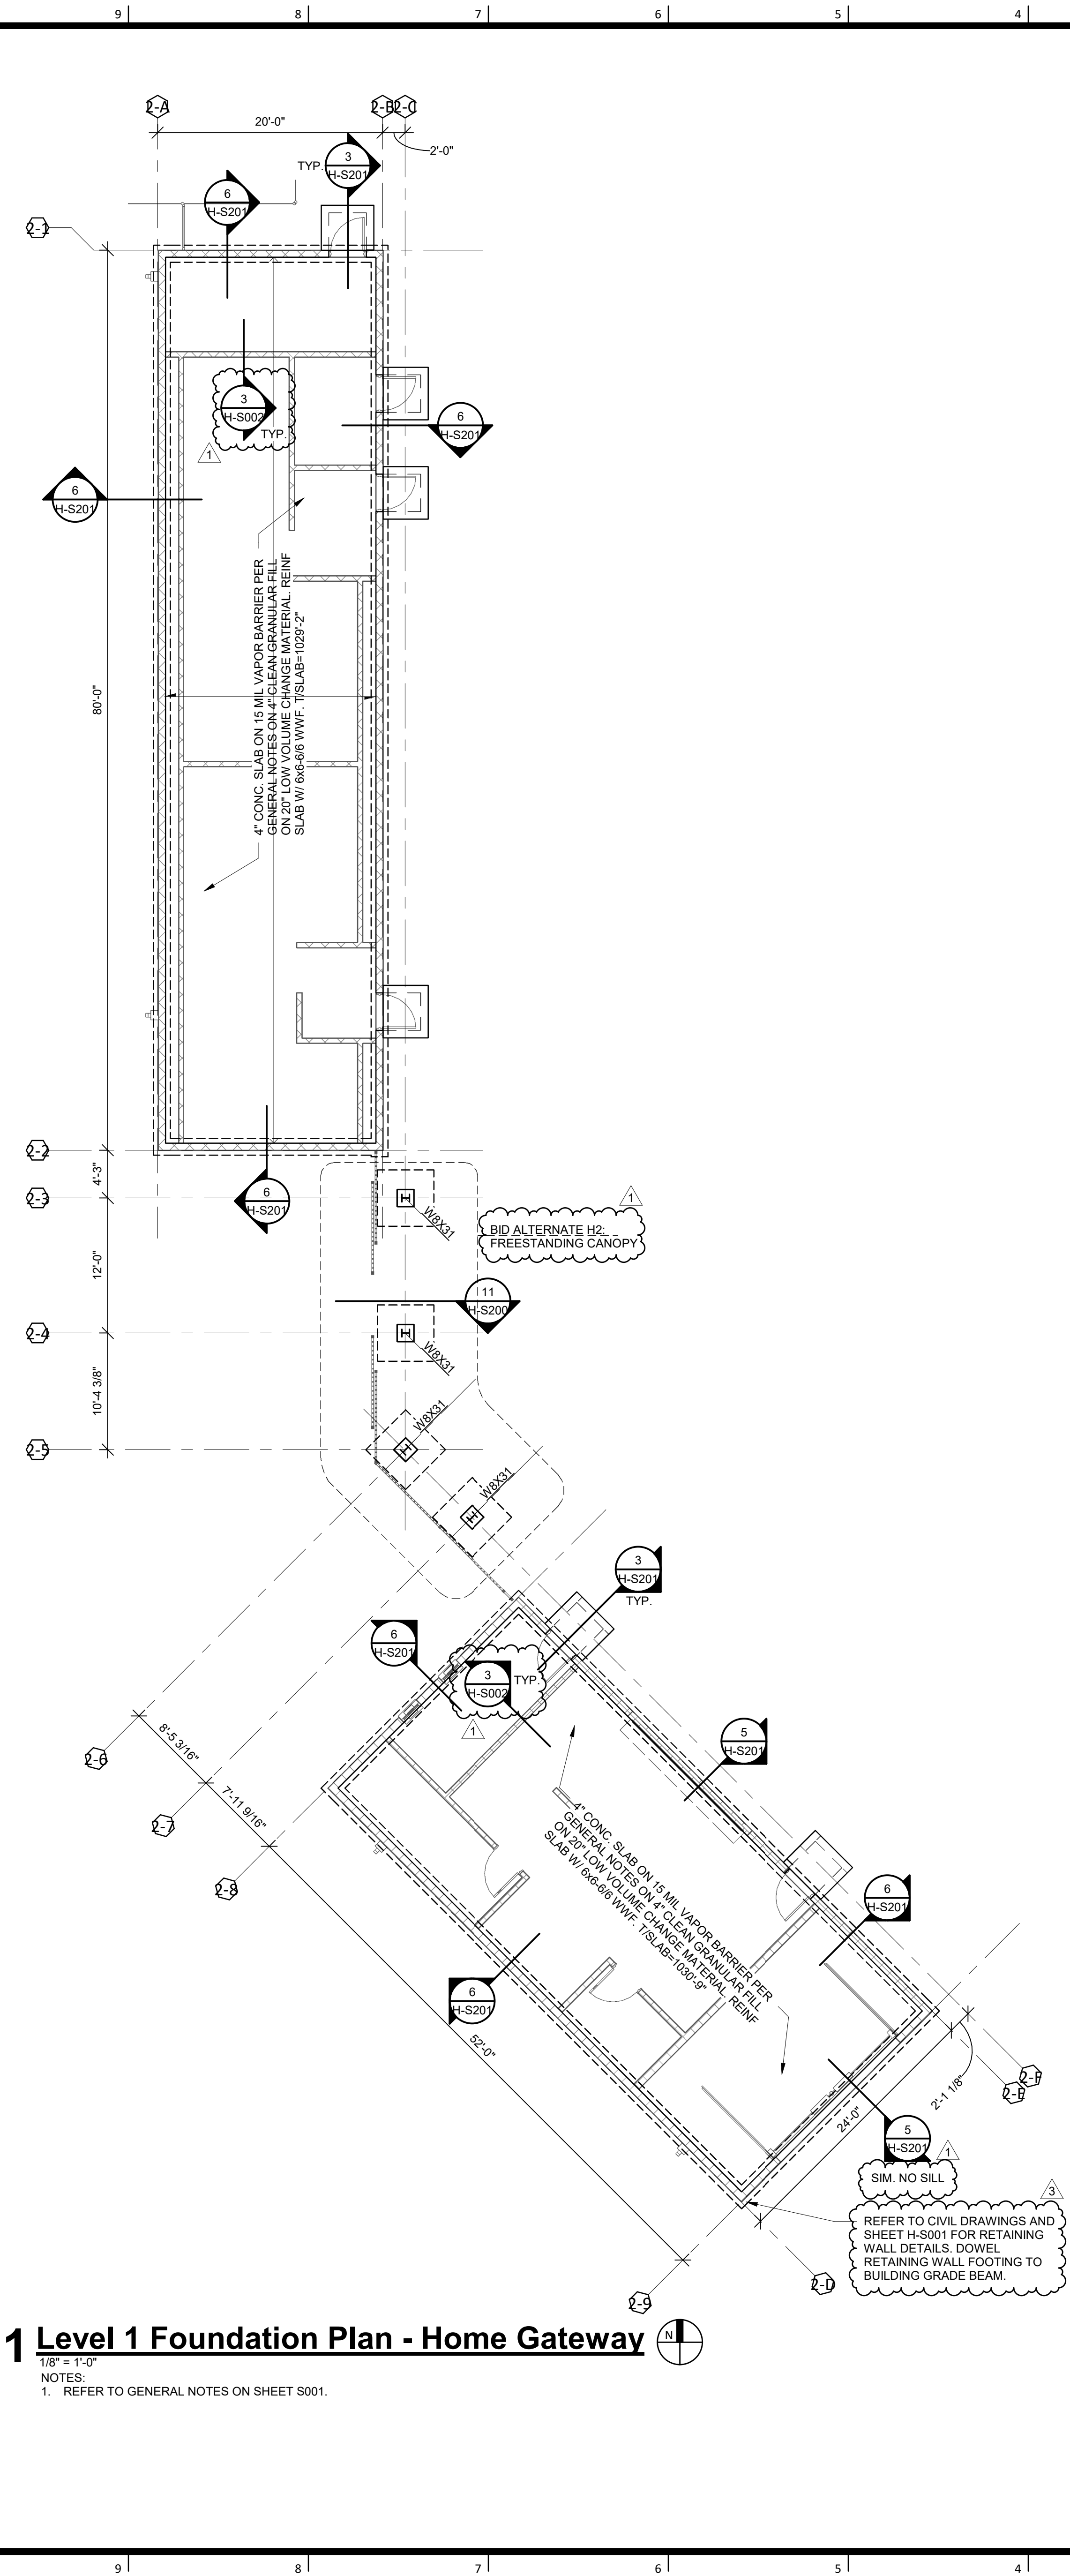 9 8 7 6 5 4
2-A 2-B 2-C
20'-0"
2'-0"
TYP.
3
H-S201
6
H-S201
2-1
3
H-S002
TYP.
1
6
H-S201
6
H-S201
4" CONC. SLAB ON 15 MIL VAPOR BARRIER PER
GENERAL NOTES ON 4" CLEAN GRANULAR FILL
ON 20" LOW VOLUME CHANGE MATERIAL. REINF
SLAB W/ 6x6-6/6 WWF. T/SLAB=1029'-2"
80'-0"
2-2
4'-3"
2-3
6
H-S201
W8X31
1
BID ALTERNATE H2:
FREESTANDING CANOPY
12'-0"
11
H-S200
2-4
W8X31
10'-4 3/8"
W8X31
2-5
W8X31
3
H-S201
TYP.
6
H-S201
3
H-S002
TYP.
1
5
H-S201
8'-5 3/16"
2-6
7'-11 9/16"
2-7
2-8
4" CONC. SLAB ON 15 MIL VAPOR BARRIER PER
GENERAL NOTES ON 4" CLEAN GRANULAR FILL
ON 20" LOW VOLUME CHANGE MATERIAL. REINF
SLAB W/ 6x6-6/6 WWF. T/SLAB=1030'-9"
6
H-S201
6
H-S201
52'-0"
2-F
2-E
2'-1 1/8"
24'-0"
5
H-S201
1
SIM. NO SILL
3
REFER TO CIVIL DRAWINGS AND
SHEET H-S001 FOR RETAINING
WALL DETAILS. DOWEL
RETAINING WALL FOOTING TO
BUILDING GRADE BEAM.
2-D
2-9
1 Level 1 Foundation Plan - Home Gateway
N
1/8" = 1'-0"
NOTES:
1. REFER TO GENERAL NOTES ON SHEET S001.
9 8 7 6 5 4